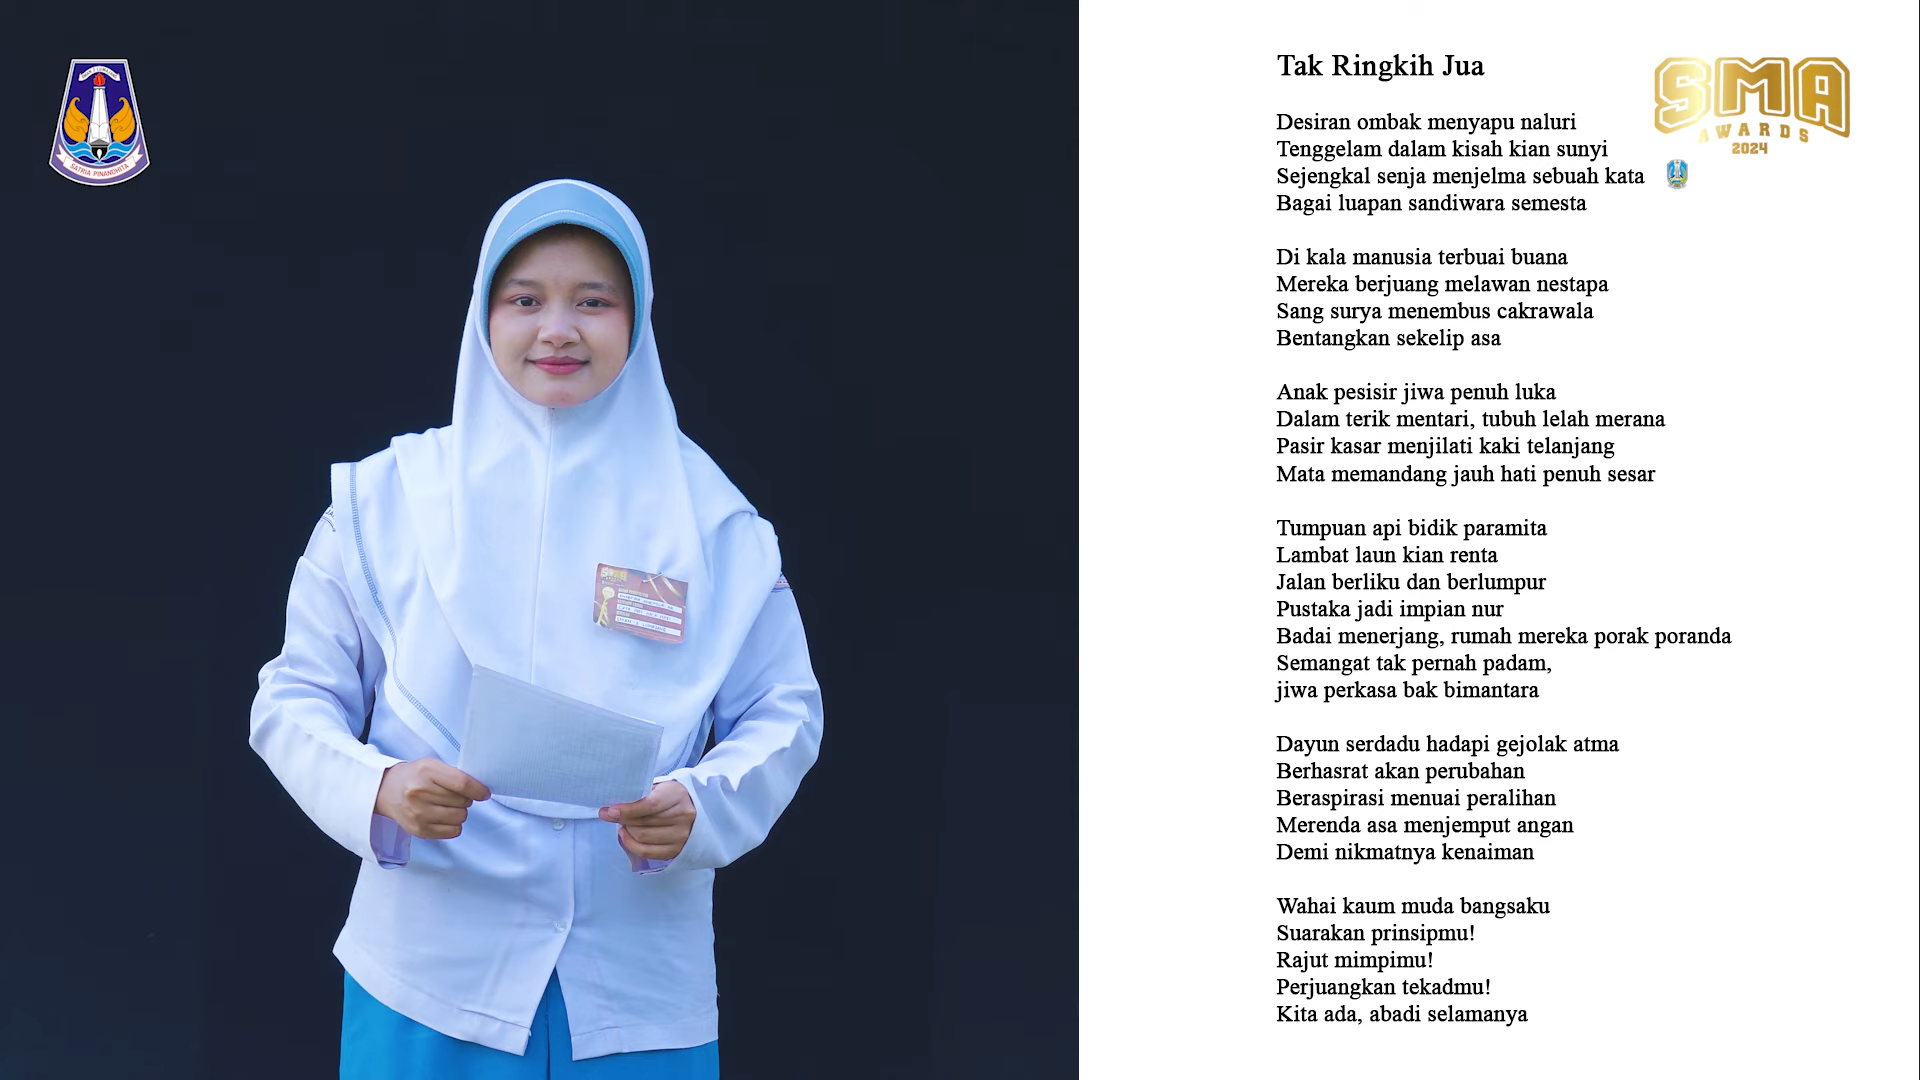 SATRIA PINANDHITA
Tak Ringkih Jua
SMA
AWARDS
2024
Desiran ombak menyapu naluri
Tenggelam dalam kisah kian sunyi
Sejengkal senja menjelma sebuah kata
Bagai luapan sandiwara semesta
Di kala manusia terbuai buana
Mereka berjuang melawan nestapa
Sang surya menembus cakrawala
Bentangkan sekelip asa
Anak pesisir jiwa penuh luka
Dalam terik mentari, tubuh lelah merana
Pasir kasar menjilati kaki telanjang
Mata memandang jauh hati penuh sesar
Tumpuan api bidik paramita
Lambat laun kian renta
Jalan berliku dan berlumpur
Pustaka jadi impian nur
Badai menerjang, rumah mereka porak poranda
Semangat tak pernah padam,
jiwa perkasa bak bimantara
Dayun serdadu hadapi gejolak atma
Berhasrat akan perubahan
Beraspirasi menuai peralihan
Merenda asa menjemput angan
Demi nikmatnya kenaiman
Wahai kaum muda bangsaku
Suarakan prinsipmu!
Rajut mimpimu!
Perjuangkan tekadmu!
Kita ada, abadi selamanya
SMA